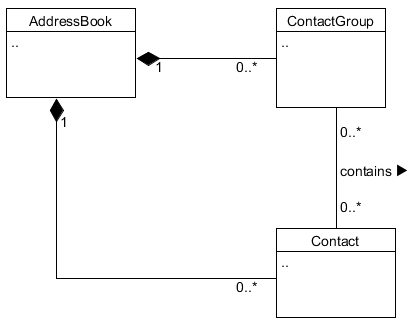 AddressBook
..
ContactGroup
..
1
0..*
1
0..*
contains
0..*
Contact
..
0..*